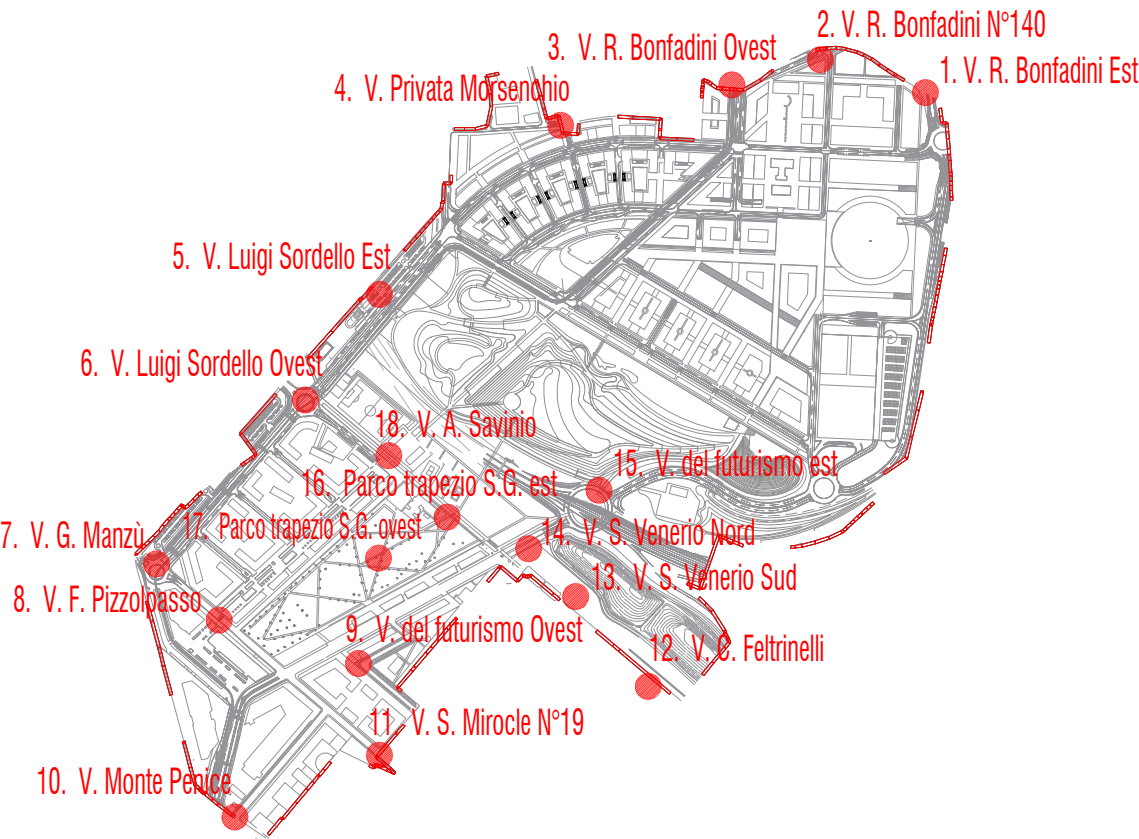 2. V. R. Bonfadini N°140
3. V. R. Bonfadini Ovest
1. V. R. Bonfadini Est
4. V. Privata Morsenchio
5. V. Luigi Sordello Est
6. V. Luigi Sordello Ovest
18. V. A. Savinio
15. V. del futurismo est
16. Parco trapezio S.G. est
17. Parco trapezio S.G. ovest
14. V. S. Venerio Nord
7. V. G. Manzù
13. V. S. Venerio Sud
8. V. F. Pizzolpasso
9. V. del futurismo Ovest
12. V. G. Feltrinelli
11. V. S. Mirocle N°19
10. V. Monte Penice